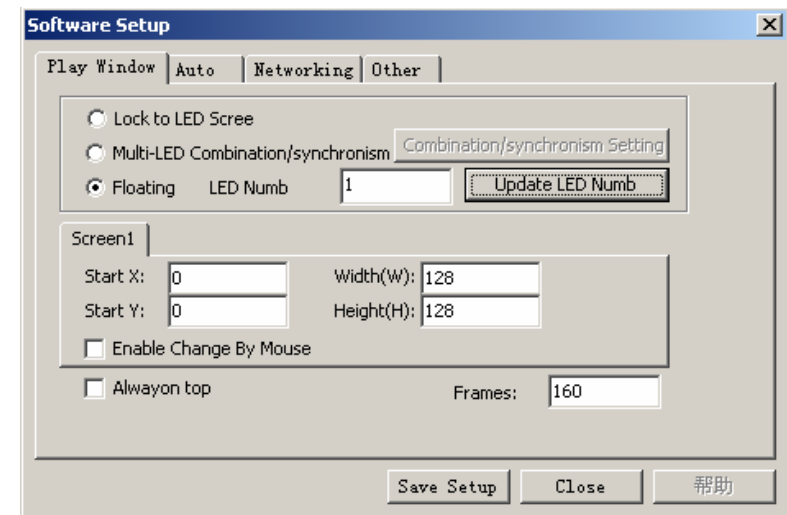 Software Setup
Play Window Auto Networking Other
Lock to LED Scree
Multi-LED Combination/synchronism Combination/synchronism Setting
Floating LED Numb 1 Update LED Numb
Screen1
Start X: 0 Width(W): 128
Start Y: 0 Height(H): 128
Enable Change By Mouse
Alwayon top Frames: 160
Save Setup Close 帮助